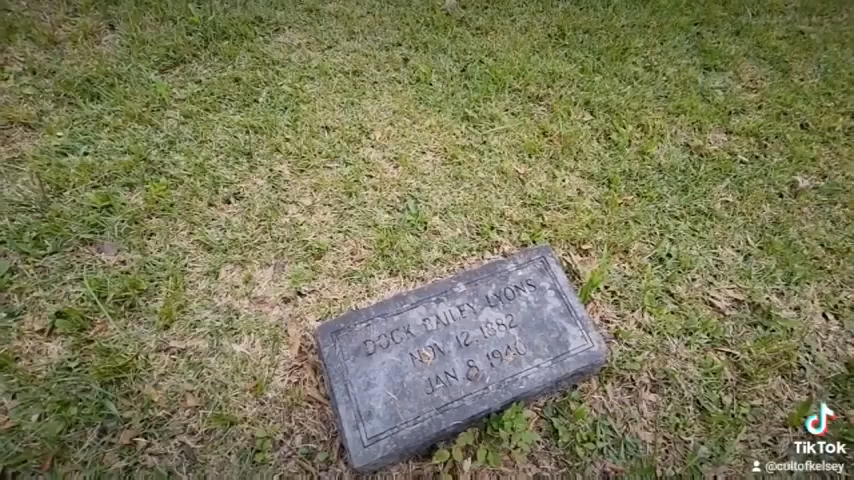 DOCK BAILEY LYONS
NOV. 12, 1882
JAN. 8, 1940
TikTok
@cultofkelsey